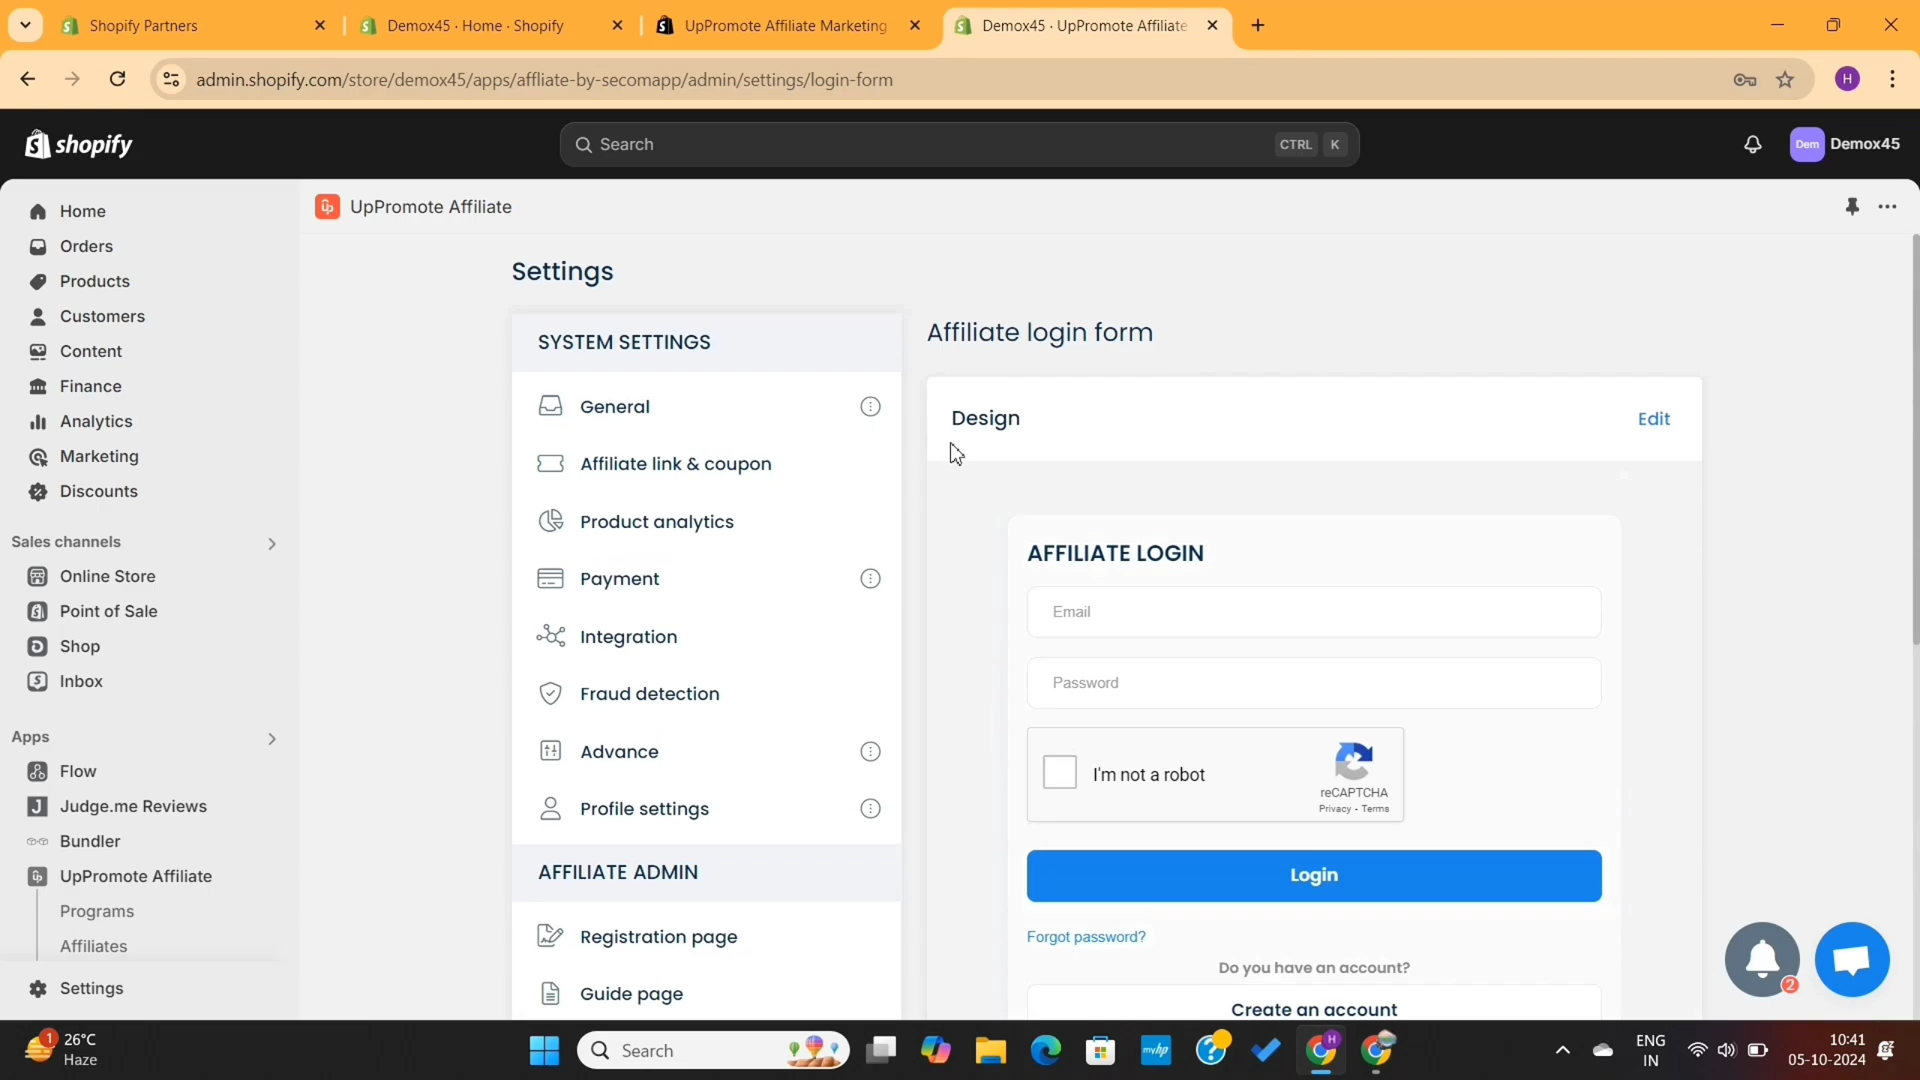 Shopify Partners
Demox45 · Home · Shopify
UpPromote Affiliate Marketing
Demox45 · UpPromote Affiliate
admin.shopify.com/store/demox45/apps/affliate-by-secomapp/admin/settings/login-form
H
shopify
Search
CTRL K
Dem
Demox45
Home
Orders
Products
Customers
Content
Finance
Analytics
Marketing
Discounts
Sales channels
Online Store
Point of Sale
Shop
Inbox
Apps
Flow
Judge.me Reviews
Bundler
UpPromote Affiliate
Programs
Affiliates
Settings
UpPromote Affiliate
Settings
SYSTEM SETTINGS
General
Affiliate link & coupon
Product analytics
Payment
Integration
Fraud detection
Advance
Profile settings
AFFILIATE ADMIN
Registration page
Guide page
Affiliate login form
Design
Edit
AFFILIATE LOGIN
Email
Password
I'm not a robot
reCAPTCHA
Privacy - Terms
Login
Forgot password?
Do you have an account?
Create an account
2
1
26°C
Haze
Search
myhp
H
ENG
IN
10:41
05-10-2024